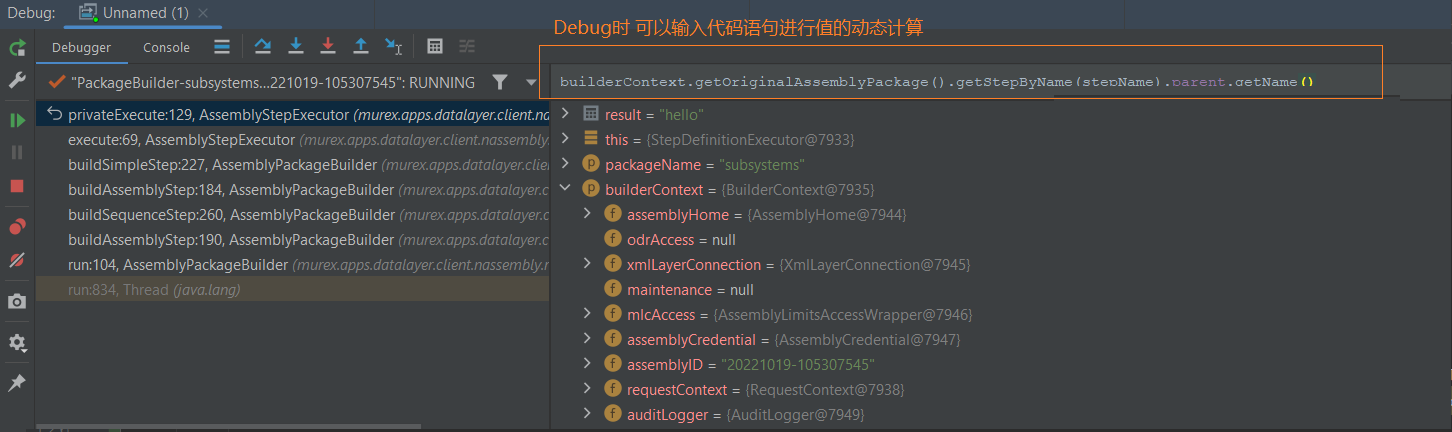 Debug:
Unnamed (1)
Debug时 可以输入代码语句进行值的动态计算
Debugger
Console
"PackageBuilder-subsystems...221019-105307545": RUNNING
builderContext.getOriginalAssemblyPackage().getStepByName(stepName).parent.getName()
privateExecute:129, AssemblyStepExecutor (murex.apps.datalayer.client.nas
execute:69, AssemblyStepExecutor (murex.apps.datalayer.client.nassembly.
buildSimpleStep:227, AssemblyPackageBuilder (murex.apps.datalayer.clien
buildAssemblyStep:184, AssemblyPackageBuilder (murex.apps.datalayer.c
buildSequenceStep:260, AssemblyPackageBuilder (murex.apps.datalayer.c
buildAssemblyStep:190, AssemblyPackageBuilder (murex.apps.datalayer.c
run:104, AssemblyPackageBuilder (murex.apps.datalayer.client.nassembly.r
run:834, Thread (java.lang)
result = "hello"
this = {StepDefinitionExecutor@7933}
packageName = "subsystems"
builderContext = {BuilderContext@7935}
assemblyHome = {AssemblyHome@7944}
odrAccess = null
xmlLayerConnection = {XmlLayerConnection@7945}
maintenance = null
mlcAccess = {AssemblyLimitsAccessWrapper@7946}
assemblyCredential = {AssemblyCredential@7947}
assemblyID = "20221019-105307545"
requestContext = {RequestContext@7938}
auditLogger = {AuditLogger@7949}